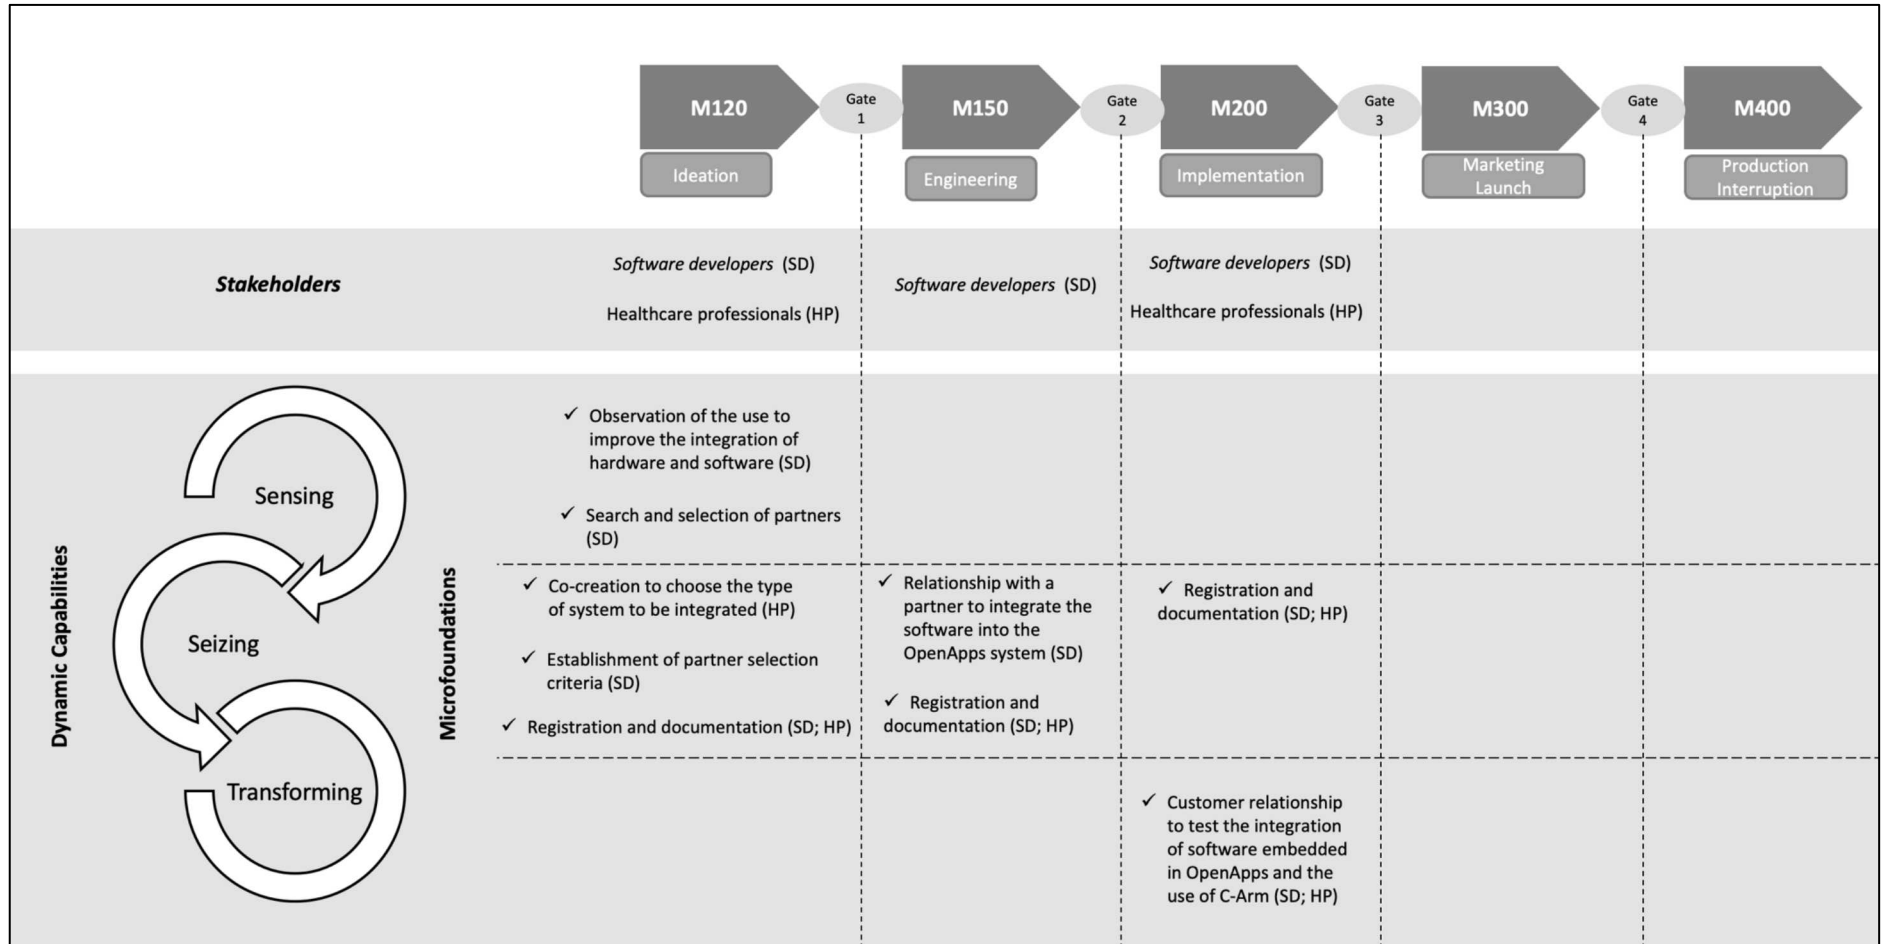 M120
Gate
1
M150
Gate
2
M200
Gate
3
M300
Gate
4
M400
Ideation
Engineering
Implementation
Marketing
Launch
Production
Interruption
Stakeholders
Software developers (SD)
Healthcare professionals (HP)
Software developers (SD)
Software developers (SD)
Healthcare professionals (HP)
Dynamic Capabilities
Sensing
Seizing
Transforming
Microfoundations
✓ Observation of the use to
improve the integration of
hardware and software (SD)
✓ Search and selection of partners
(SD)
✓ Co-creation to choose the type
of system to be integrated (HP)
✓ Establishment of partner selection
criteria (SD)
✓ Registration and documentation (SD; HP)
✓ Relationship with a
partner to integrate the
software into the
OpenApps system (SD)
✓ Registration and
documentation (SD; HP)
✓ Registration and
documentation (SD; HP)
✓ Customer relationship
to test the integration
of software embedded
in OpenApps and the
use of C-Arm (SD; HP)